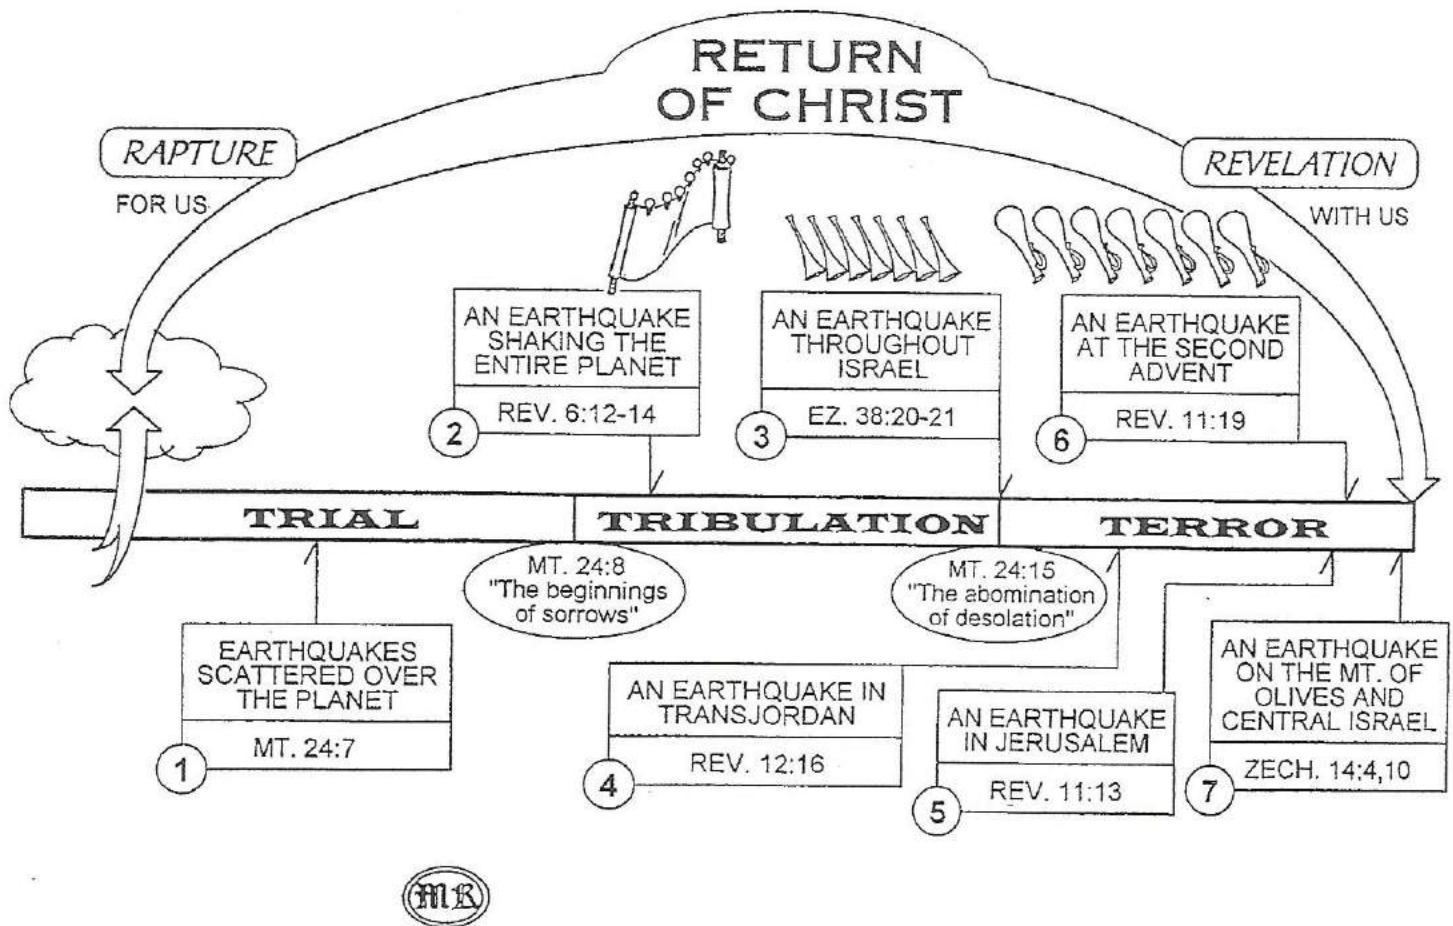 RETURN
OF CHRIST
RAPTURE
FOR US
REVELATION
WITH US
AN EARTHQUAKE
SHAKING THE
ENTIRE PLANET
REV. 6:12-14
2
AN EARTHQUAKE
THROUGHOUT
ISRAEL
EZ. 38:20-21
3
AN EARTHQUAKE
AT THE SECOND
ADVENT
REV. 11:19
6
TRIAL
TRIBULATION
TERROR
MT. 24:8
"The beginnings
of sorrows"
MT. 24:15
"The abomination
of desolation"
EARTHQUAKES
SCATTERED OVER
THE PLANET
MT. 24:7
1
AN EARTHQUAKE IN
TRANSJORDAN
REV. 12:16
4
AN EARTHQUAKE
IN JERUSALEM
REV. 11:13
5
AN EARTHQUAKE
ON THE MT. OF
OLIVES AND
CENTRAL ISRAEL
ZECH. 14:4,10
7
MR